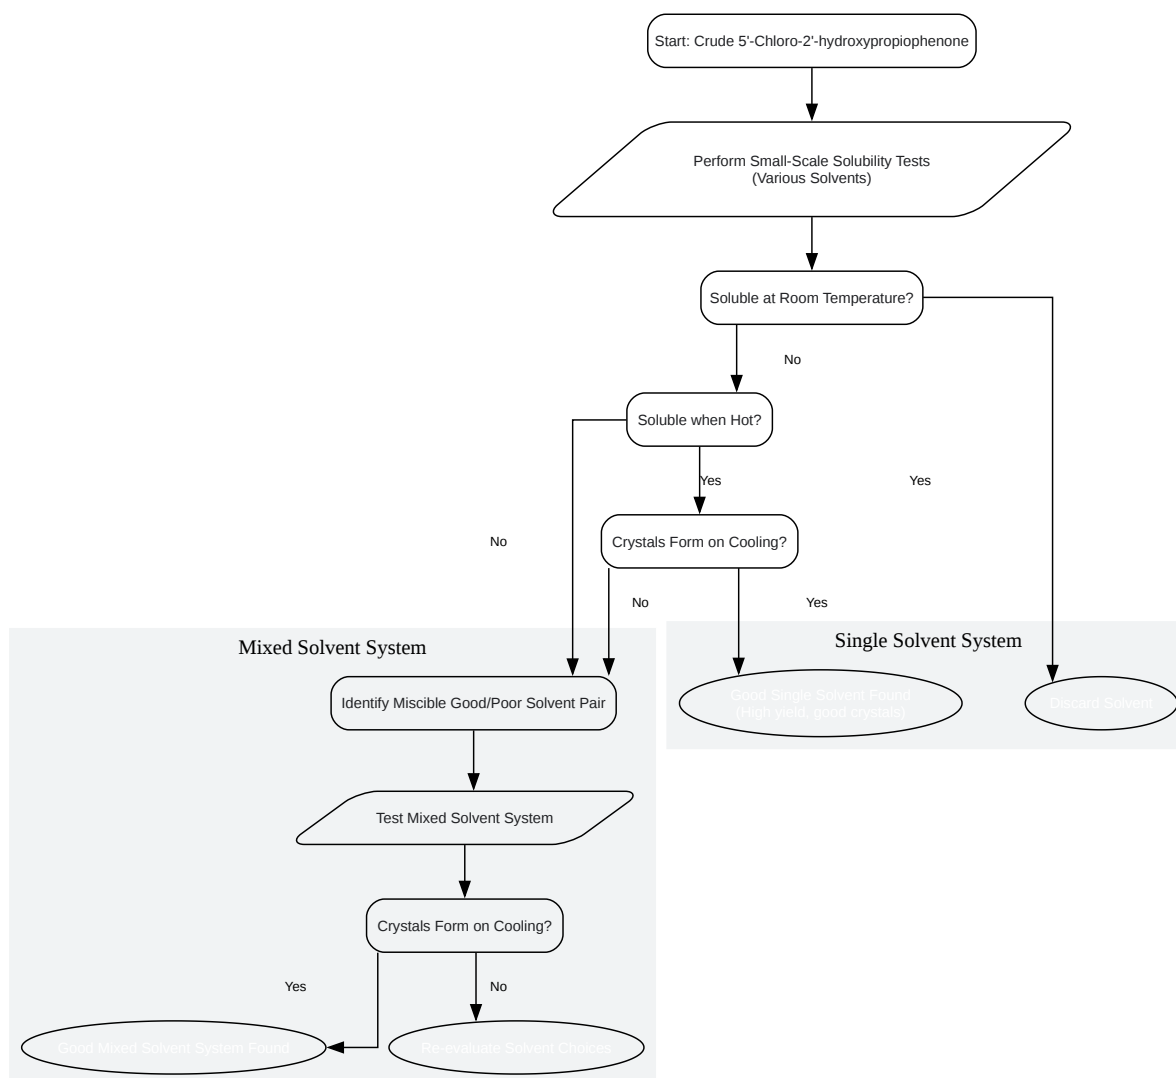 Start: Crude 5'-Chloro-2'-hydroxypropiophenone
Perform Small-Scale Solubility Tests
(Various Solvents)
Soluble at Room Temperature?
No
Soluble when Hot?
Yes
Yes
Crystals Form on Cooling?
No
No
Yes
Single Solvent System
Mixed Solvent System
Identify Miscible Good/Poor Solvent Pair
Good Single Solvent Found
(High yield, good crystals)
Discard Solvent
Test Mixed Solvent System
Crystals Form on Cooling?
Yes
No
Good Mixed Solvent System Found
Re-evaluate Solvent Choices